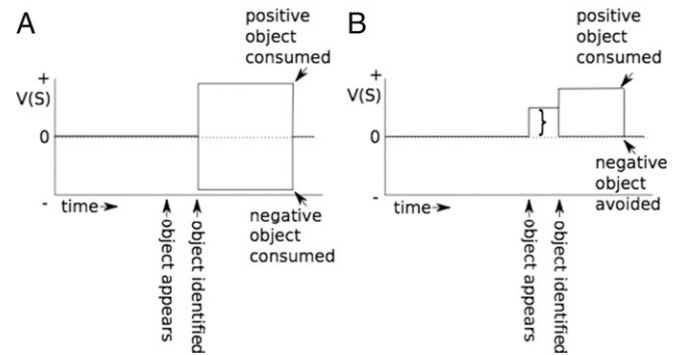 A
positive
object
consumed
+
V(S)
0
-
time
object appears
object identified
negative
object
consumed
B
positive
object
consumed
+
V(S)
0
}
-
time
object appears
object identified
negative
object
avoided